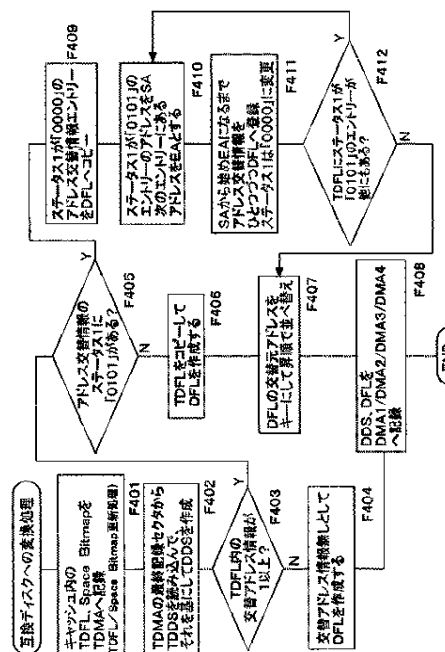 互換ディスクへの変換処理
キャッシュ内の
TDFL, Space Bitmapを
TDMAへ記録
(TDFL/Space Bitmap更新処理)
F401
TDMAの最終記録セクタから
TDDSを読み込んで、
それを基にしてDDSを作成
F402
TDFL内の
交替アドレス情報が
1以上?
F403
Y
N
交替アドレス情報無しとして
DFLを作成する
F404
アドレス交替情報の
ステータス1に
「0101」がある?
F405
Y
N
TDFLをコピーして
DFLを作成する
F406
DFLの交替元アドレスを
キーにして昇順で並べ替え
F407
DDS、DFLを
DMA1/DMA2/DMA3/DMA4
へ記録
F408
END
ステータス1が「0000」の
アドレス交替情報エントリー
をDFLへコピー
F409
ステータス1が「0101」の
エントリーのアドレスをSA
次のエントリーにある
アドレスをEAとする
F410
SAから始めEAになるまで
アドレス交替情報を
ひとつづつDFLへ登録
ステータス1は「0000」に変更
F411
TDFLにステータス1が
「0101」のエントリーが
他にもある?
F412
Y
N